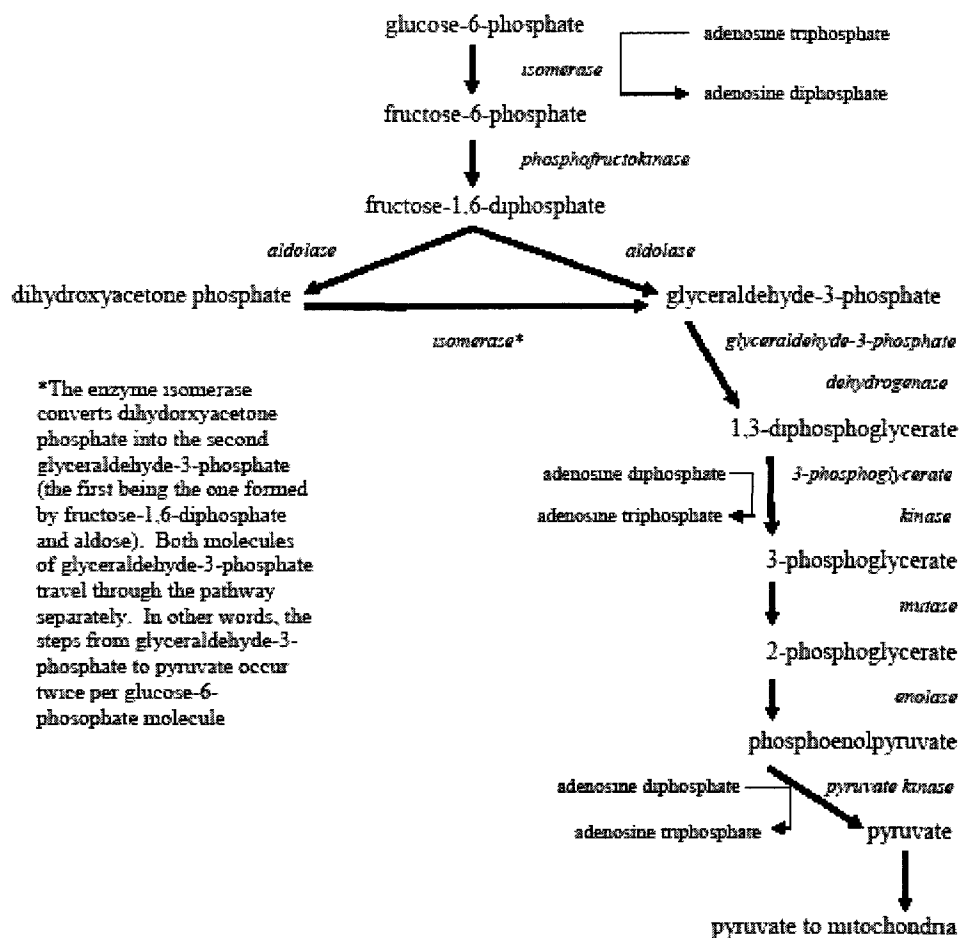 glucose-6-phosphate
adenosine triphosphate
isomerase
adenosine diphosphate
fructose-6-phosphate
phosphofructokinase
fructose-1,6-diphosphate
aldolase
aldolase
dihydroxyacetone phosphate
glyceraldehyde-3-phosphate
isomerase*
glyceraldehyde-3-phosphate
dehydrogenase
*The enzyme isomerase
converts dihydorxyacetone
phosphate into the second
glyceraldehyde-3-phosphate
(the first being the one formed
by fructose-1,6-diphosphate
and aldose). Both molecules
of glyceraldehyde-3-phosphate
travel through the pathway
separately. In other words, the
steps from glyceraldehyde-3-
phosphate to pyruvate occur
twice per glucose-6-
phosophate molecule
1,3-diphosphoglycerate
adenosine diphosphate
3-phosphoglycerate
adenosine triphosphate
kinase
3-phosphoglycerate
mutase
2-phosphoglycerate
enolase
phosphoenolpyruvate
adenosine diphosphate
pyruvate kinase
adenosine triphosphate
pyruvate
pyruvate to mitochondria